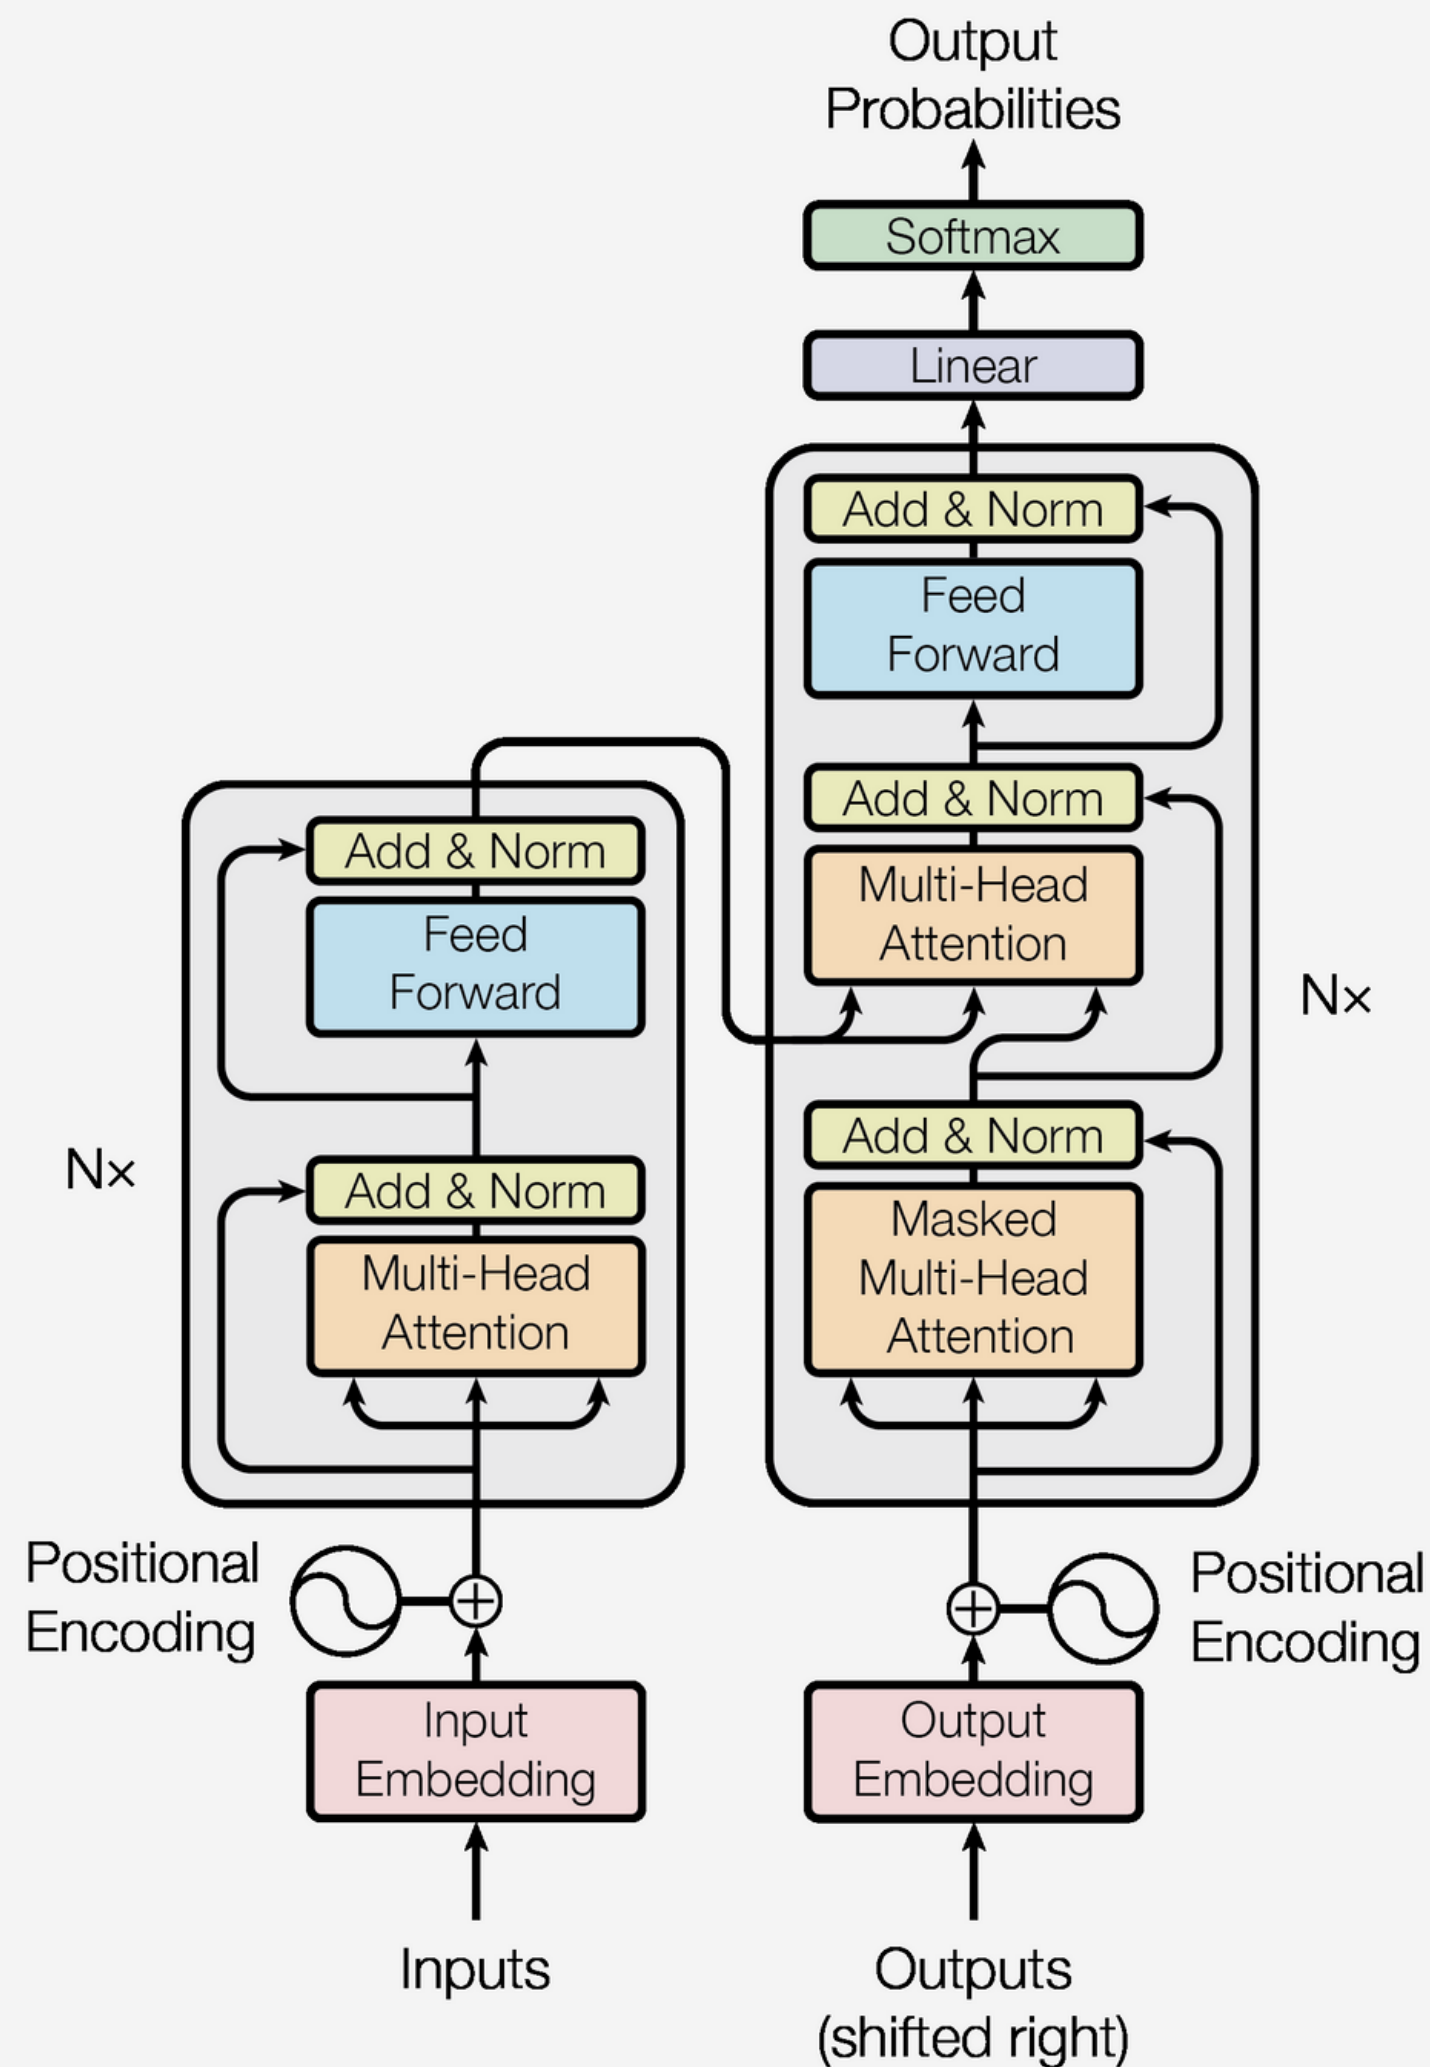 Output
Probabilities
Softmax
Linear
Add & Norm
Feed
Forward
Add & Norm
Multi-Head
Attention
Nx
Add & Norm
Masked
Multi-Head
Attention
Add & Norm
Feed
Forward
Nx
Add & Norm
Multi-Head
Attention
Positional
Encoding
Positional
Encoding
Input
Embedding
Output
Embedding
Inputs
Outputs
(shifted right)